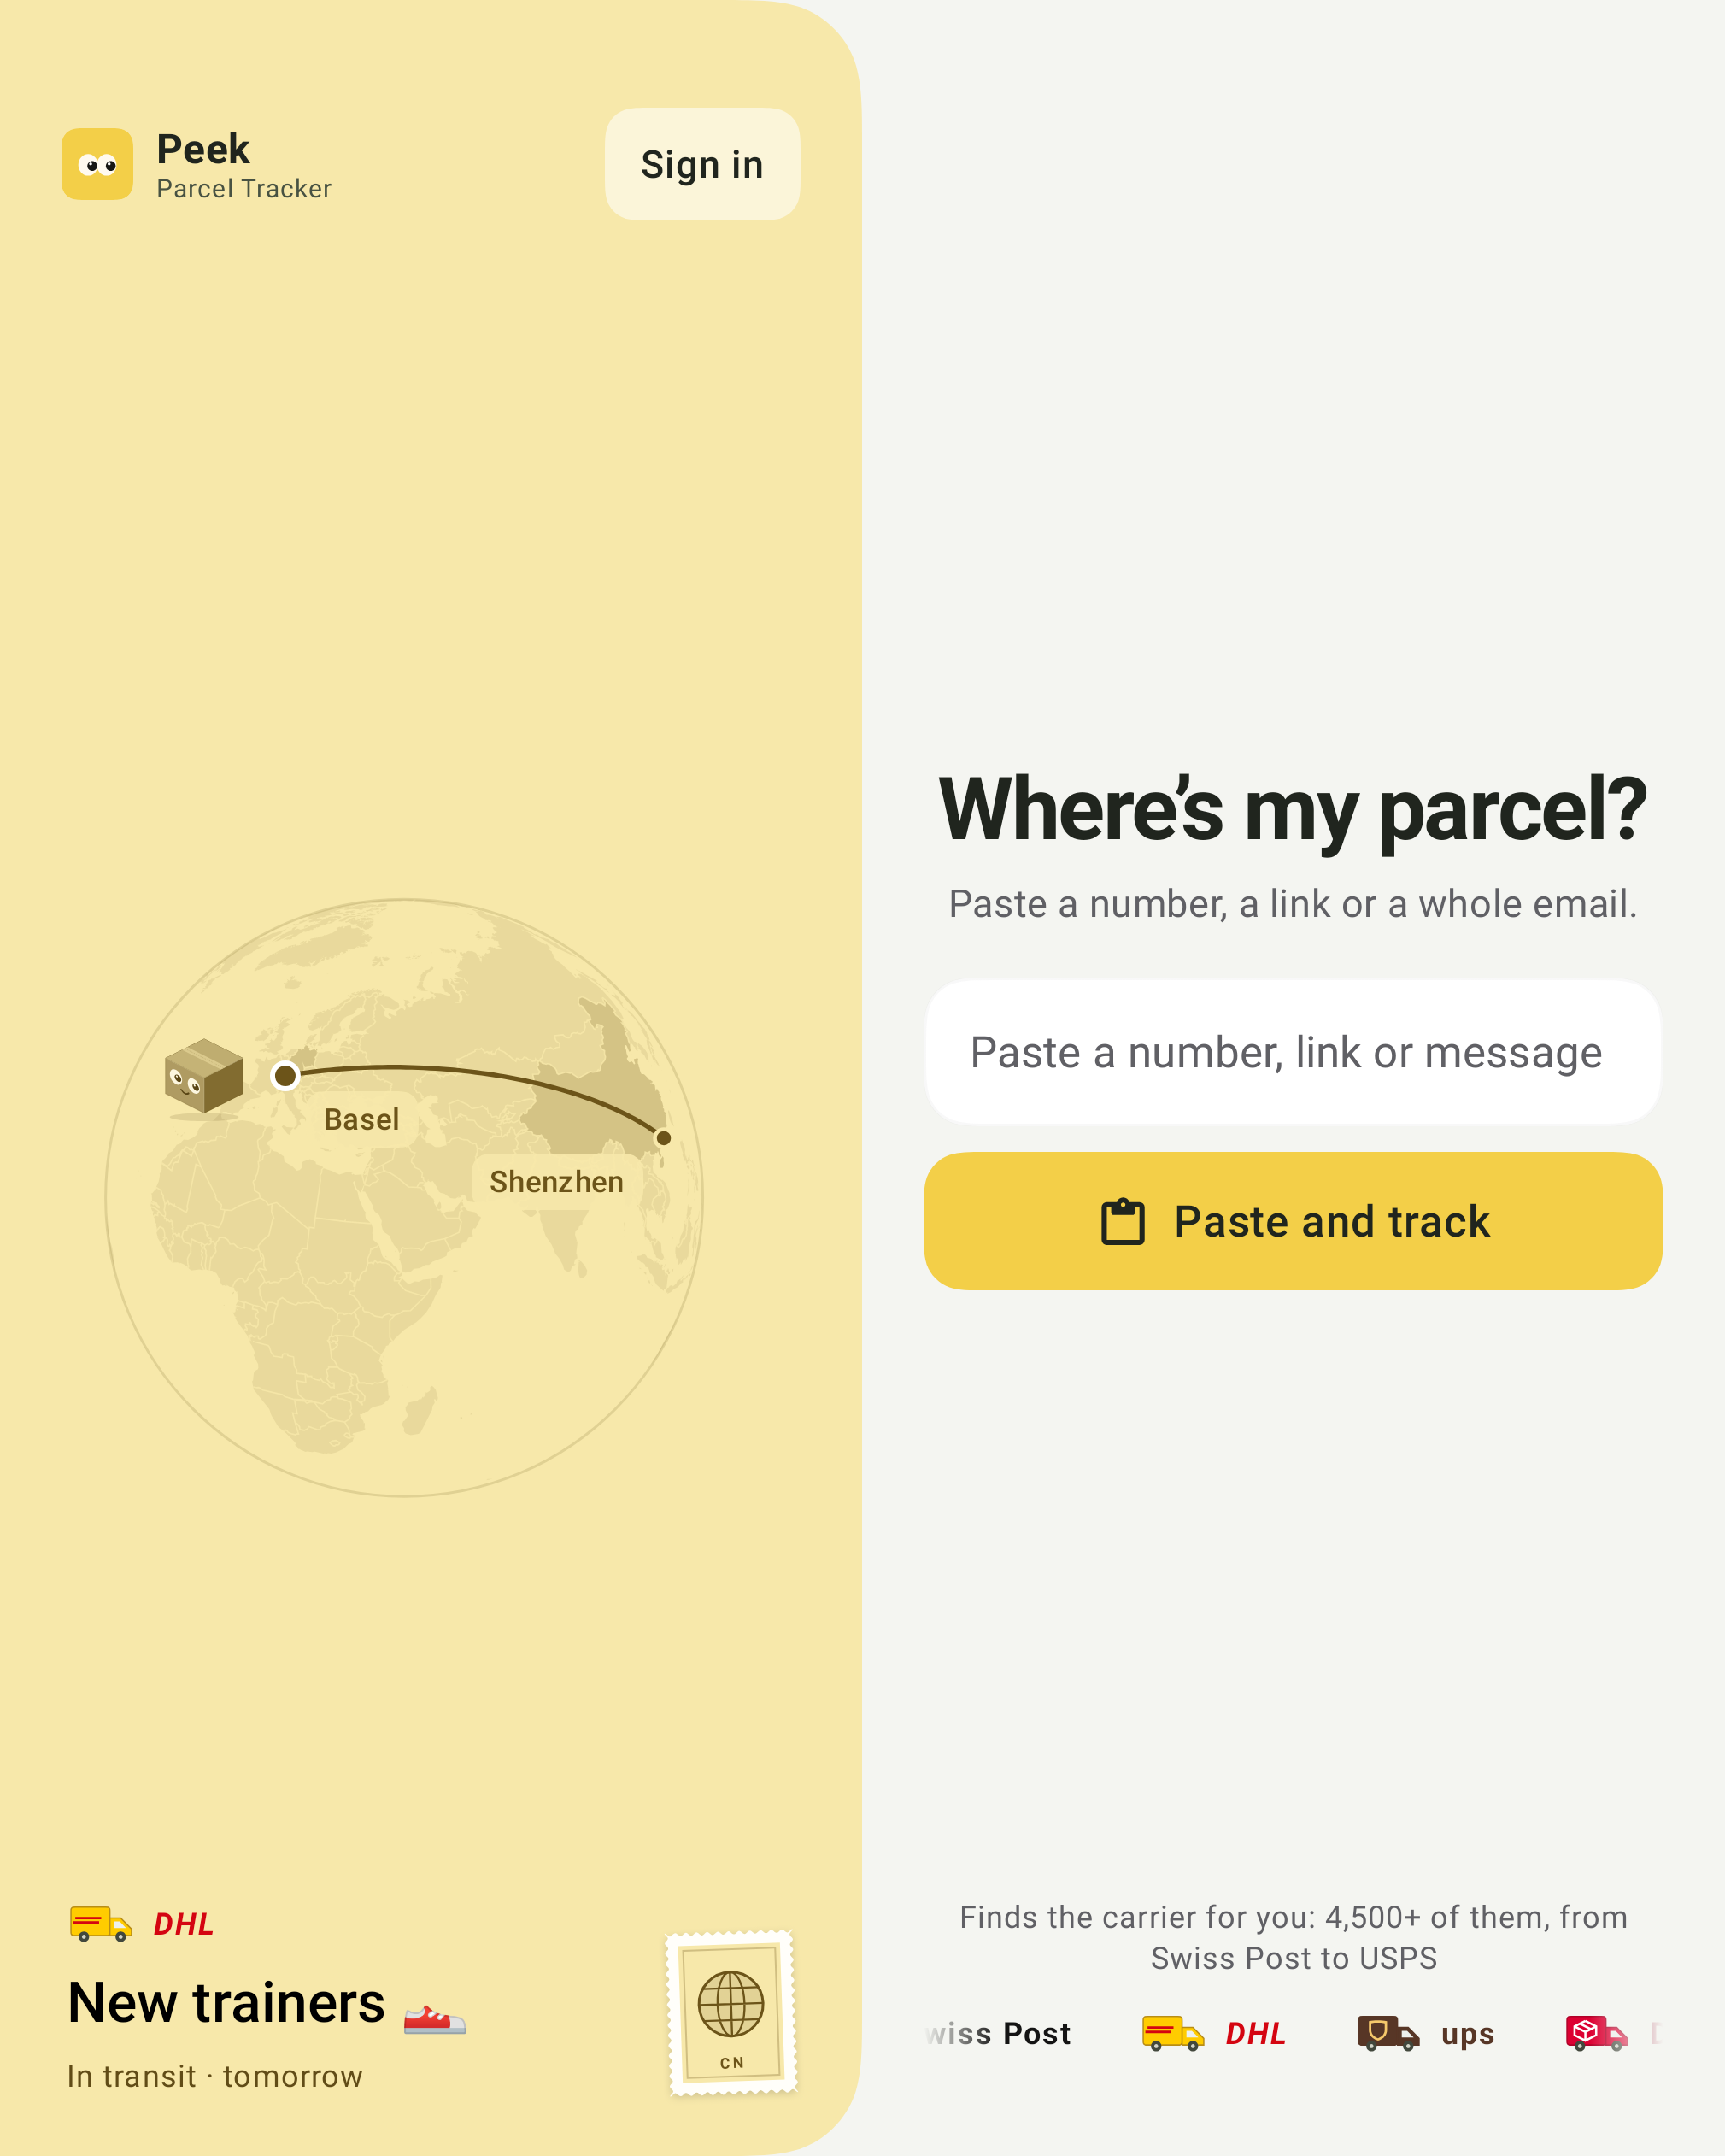 Peek
Parcel Tracker
Sign in
Basel
Shenzhen
DHL
New trainers
In transit · tomorrow
CN
Where’s my parcel?
Paste a number, a link or a whole email.
Paste a number, link or message
Paste and track
Finds the carrier for you: 4,500+ of them, from
Swiss Post to USPS
wiss Post DHL ups